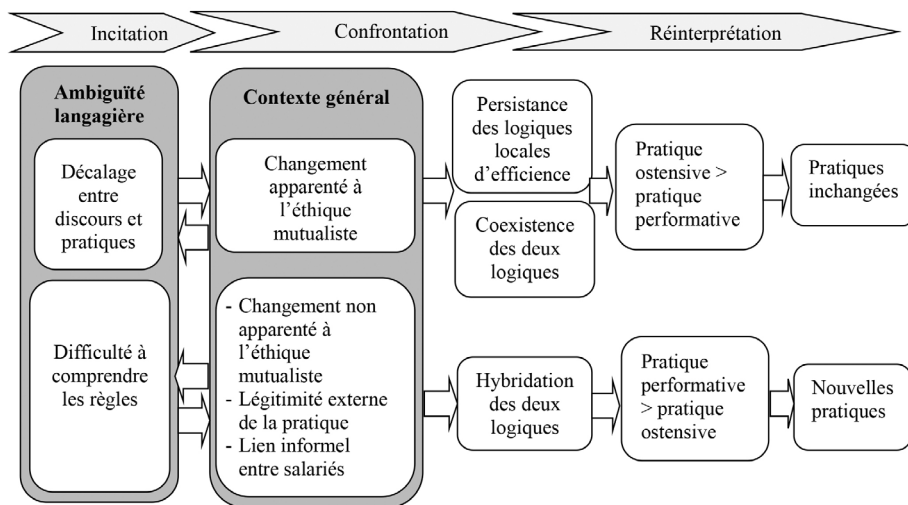 Incitation
Confrontation
Réinterprétation
Ambiguïté
langagière
Décalage
entre
discours et
pratiques
Difficulté à
comprendre
les règles
Contexte général
Changement
apparenté à
l’éthique
mutualiste
- Changement non
apparenté à
l’éthique
mutualiste
- Légitimité externe
de la pratique
- Lien informel
entre salariés
Persistance
des logiques
locales
d’efficience
Coexistence
des deux
logiques
Hybridation
des deux
logiques
Pratique
ostensive >
pratique
performative
Pratique
performative
> pratique
ostensive
Pratiques
inchangées
Nouvelles
pratiques